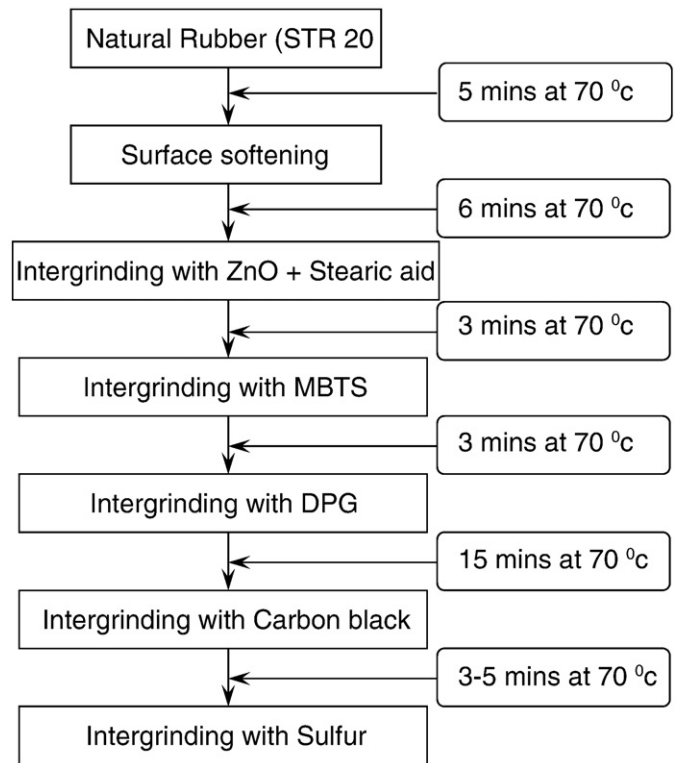 Natural Rubber (STR 20
5 mins at 70 ⁰c
Surface softening
6 mins at 70 ⁰c
Intergrinding with ZnO + Stearic aid
3 mins at 70 ⁰c
Intergrinding with MBTS
3 mins at 70 ⁰c
Intergrinding with DPG
15 mins at 70 ⁰c
Intergrinding with Carbon black
3-5 mins at 70 ⁰c
Intergrinding with Sulfur